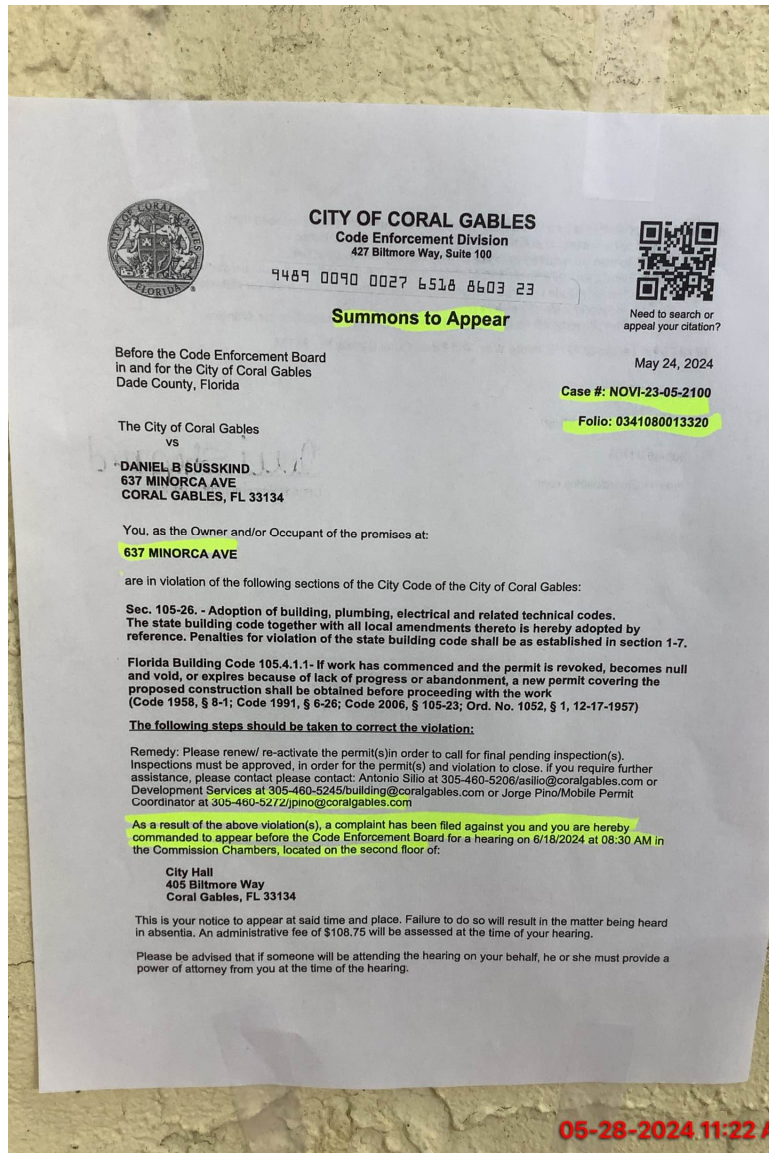 CITY OF CORAL GABLES
Code Enforcement Division
427 Biltmore Way, Suite 100
9489 0090 0027 6518 8603 23
CITY OF CORAL GABLES
FLORIDA
Need to search or
appeal your citation?
Summons to Appear
Before the Code Enforcement Board
in and for the City of Coral Gables
Dade County, Florida
May 24, 2024
Case #: NOVI-23-05-2100
Folio: 0341080013320
The City of Coral Gables
vs
DANIEL B SUSSKIND
637 MINORCA AVE
CORAL GABLES, FL 33134
You, as the Owner and/or Occupant of the premises at:
637 MINORCA AVE
are in violation of the following sections of the City Code of the City of Coral Gables:
Sec. 105-26. - Adoption of building, plumbing, electrical and related technical codes.
The state building code together with all local amendments thereto is hereby adopted by
reference. Penalties for violation of the state building code shall be as established in section 1-7.
Florida Building Code 105.4.1.1- If work has commenced and the permit is revoked, becomes null
and void, or expires because of lack of progress or abandonment, a new permit covering the
proposed construction shall be obtained before proceeding with the work
(Code 1958, § 8-1; Code 1991, § 6-26; Code 2006, § 105-23; Ord. No. 1052, § 1, 12-17-1957)
The following steps should be taken to correct the violation:
Remedy: Please renew/ re-activate the permit(s)in order to call for final pending inspection(s).
Inspections must be approved, in order for the permit(s) and violation to close. if you require further
assistance, please contact please contact: Antonio Silio at 305-460-5206/asilio@coralgables.com or
Development Services at 305-460-5245/building@coralgables.com or Jorge Pino/Mobile Permit
Coordinator at 305-460-5272/jpino@coralgables.com
As a result of the above violation(s), a complaint has been filed against you and you are hereby
commanded to appear before the Code Enforcement Board for a hearing on 6/18/2024 at 08:30 AM in
the Commission Chambers, located on the second floor of:
City Hall
405 Biltmore Way
Coral Gables, FL 33134
This is your notice to appear at said time and place. Failure to do so will result in the matter being heard
in absentia. An administrative fee of $108.75 will be assessed at the time of your hearing.
Please be advised that if someone will be attending the hearing on your behalf, he or she must provide a
power of attorney from you at the time of the hearing.
05-28-2024 11:22 A